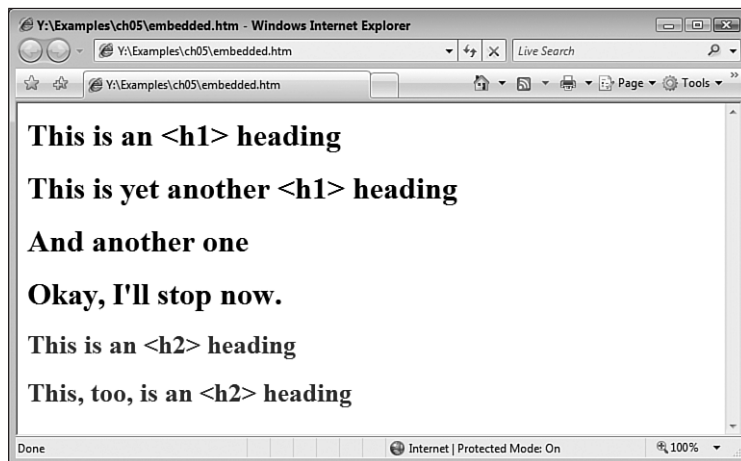 Y:\Examples\ch05\embedded.htm - Windows Internet Explorer
Y:\Examples\ch05\embedded.htm Live Search
Y:\Examples\ch05\embedded.htm Page Tools
This is an <h1> heading
This is yet another <h1> heading
And another one
Okay, I'll stop now.
This is an <h2> heading
This, too, is an <h2> heading
Done Internet | Protected Mode: On 100%